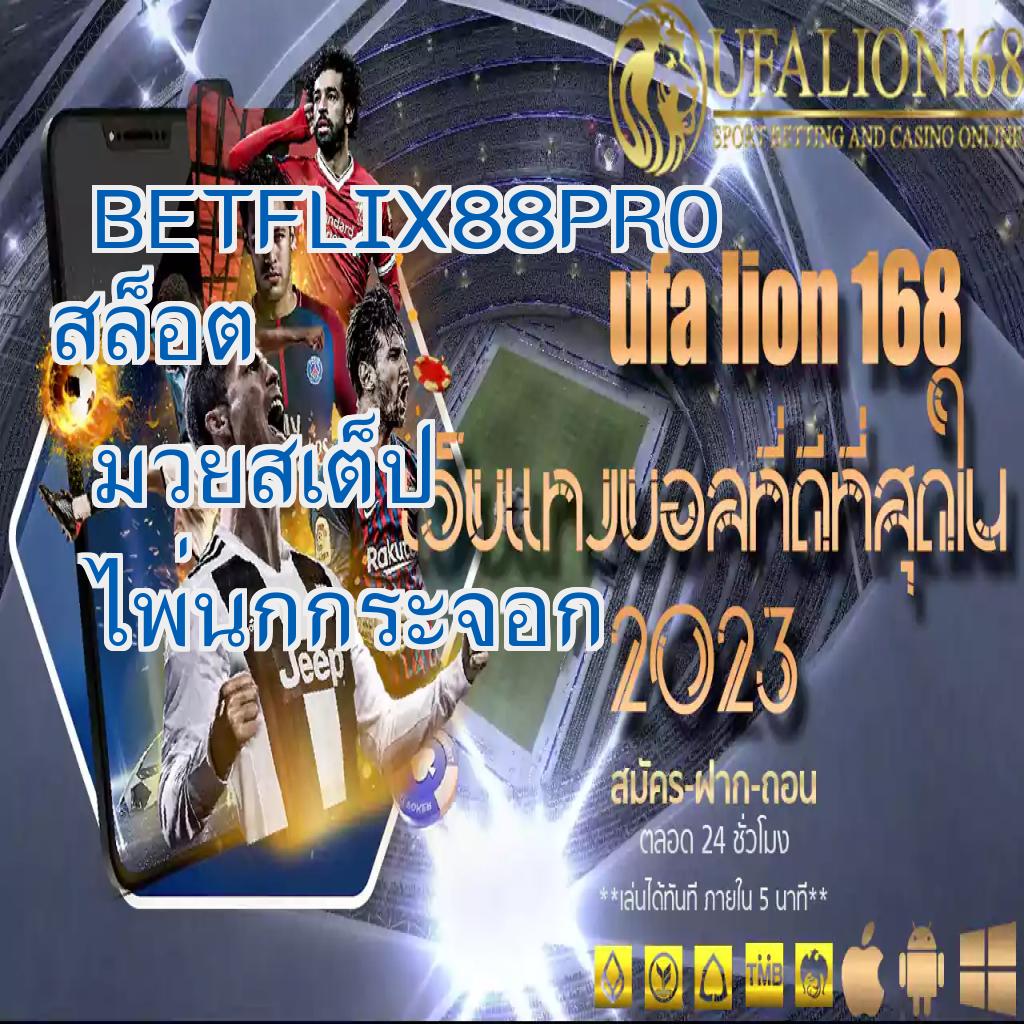 UFALION168
SPORT BETTING AND CASINO ONLINE
BETFLIX88PRO
ufa lion 168
สล็อต
มวยสเต็ป
เว็บแทงบอลที่ดีที่สุดใน
ไพ่นกกระจอก
2023
Jeep
สมัคร-ฝาก-ถอน
ตลอด 24 ชั่วโมง
**เล่นได้ทันที ภายใน 5 นาที**
TMB